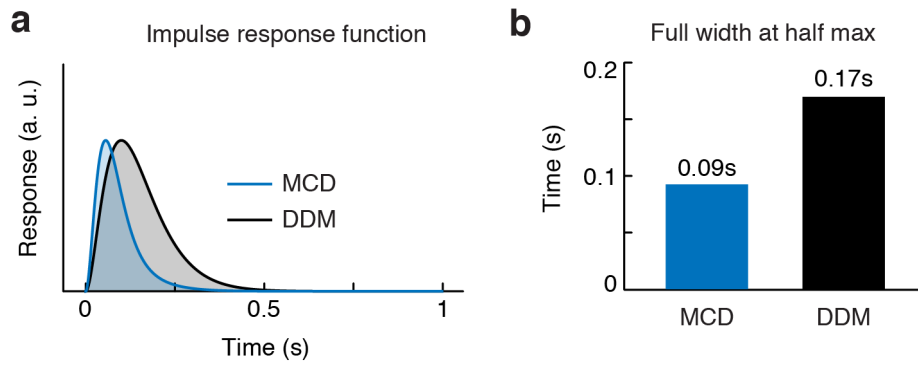 a
Impulse response function
Response (a. u.)
MCD
DDM
0
0.5
1
Time (s)
b
Full width at half max
Time (s)
0.2
0.1
0
0.09s
0.17s
MCD
DDM